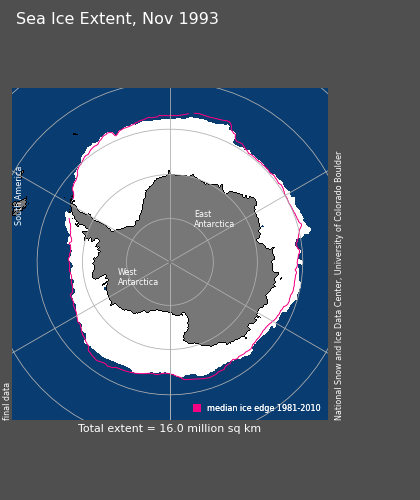 Sea Ice Extent, Nov 1993
South America
East
Antarctica
West
Antarctica
median ice edge 1981-2010
Total extent = 16.0 million sq km
final data
National Snow and Ice Data Center, University of Colorado Boulder